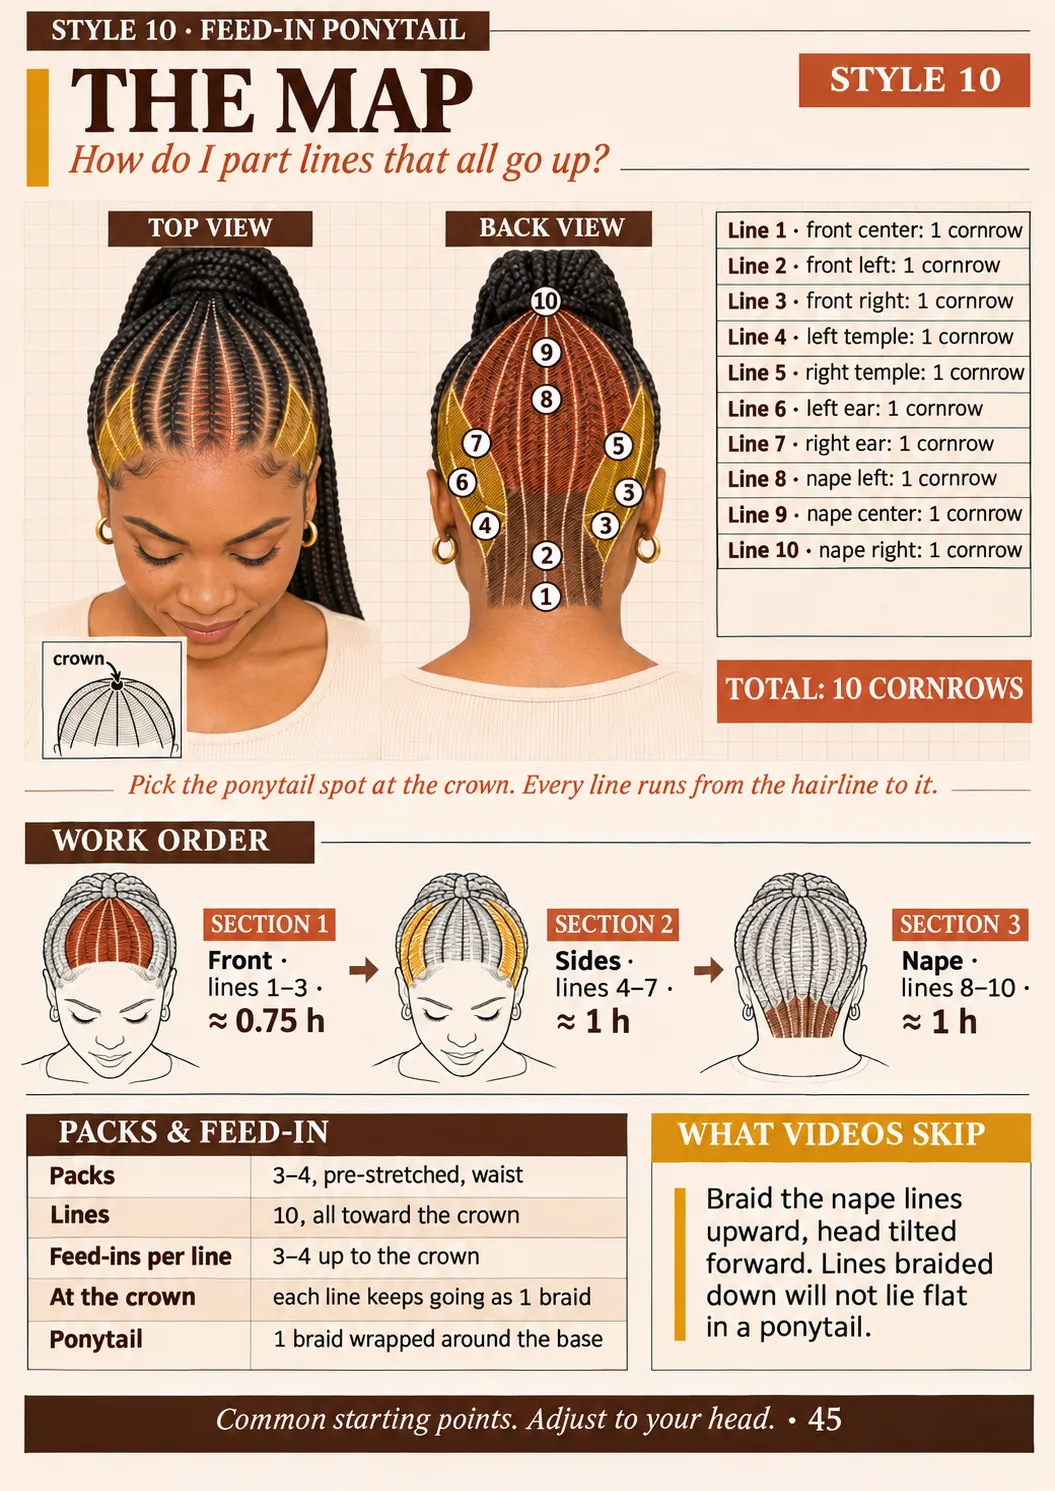 STYLE 10 · FEED-IN PONYTAIL
THE MAP
STYLE 10
How do I part lines that all go up?
TOP VIEW
BACK VIEW
10
9
8
7
5
6
3
4
3
2
1
crown
Line 1 · front center: 1 cornrow
Line 2 · front left: 1 cornrow
Line 3 · front right: 1 cornrow
Line 4 · left temple: 1 cornrow
Line 5 · right temple: 1 cornrow
Line 6 · left ear: 1 cornrow
Line 7 · right ear: 1 cornrow
Line 8 · nape left: 1 cornrow
Line 9 · nape center: 1 cornrow
Line 10 · nape right: 1 cornrow
TOTAL: 10 CORNROWS
Pick the ponytail spot at the crown. Every line runs from the hairline to it.
WORK ORDER
SECTION 1
Front ·
lines 1–3 ·
≈ 0.75 h
SECTION 2
Sides ·
lines 4–7 ·
≈ 1 h
SECTION 3
Nape ·
lines 8–10 ·
≈ 1 h
PACKS & FEED-IN
Packs 3–4, pre-stretched, waist
Lines 10, all toward the crown
Feed-ins per line 3–4 up to the crown
At the crown each line keeps going as 1 braid
Ponytail 1 braid wrapped around the base
WHAT VIDEOS SKIP
Braid the nape lines
upward, head tilted
forward. Lines braided
down will not lie flat
in a ponytail.
Common starting points. Adjust to your head. · 45